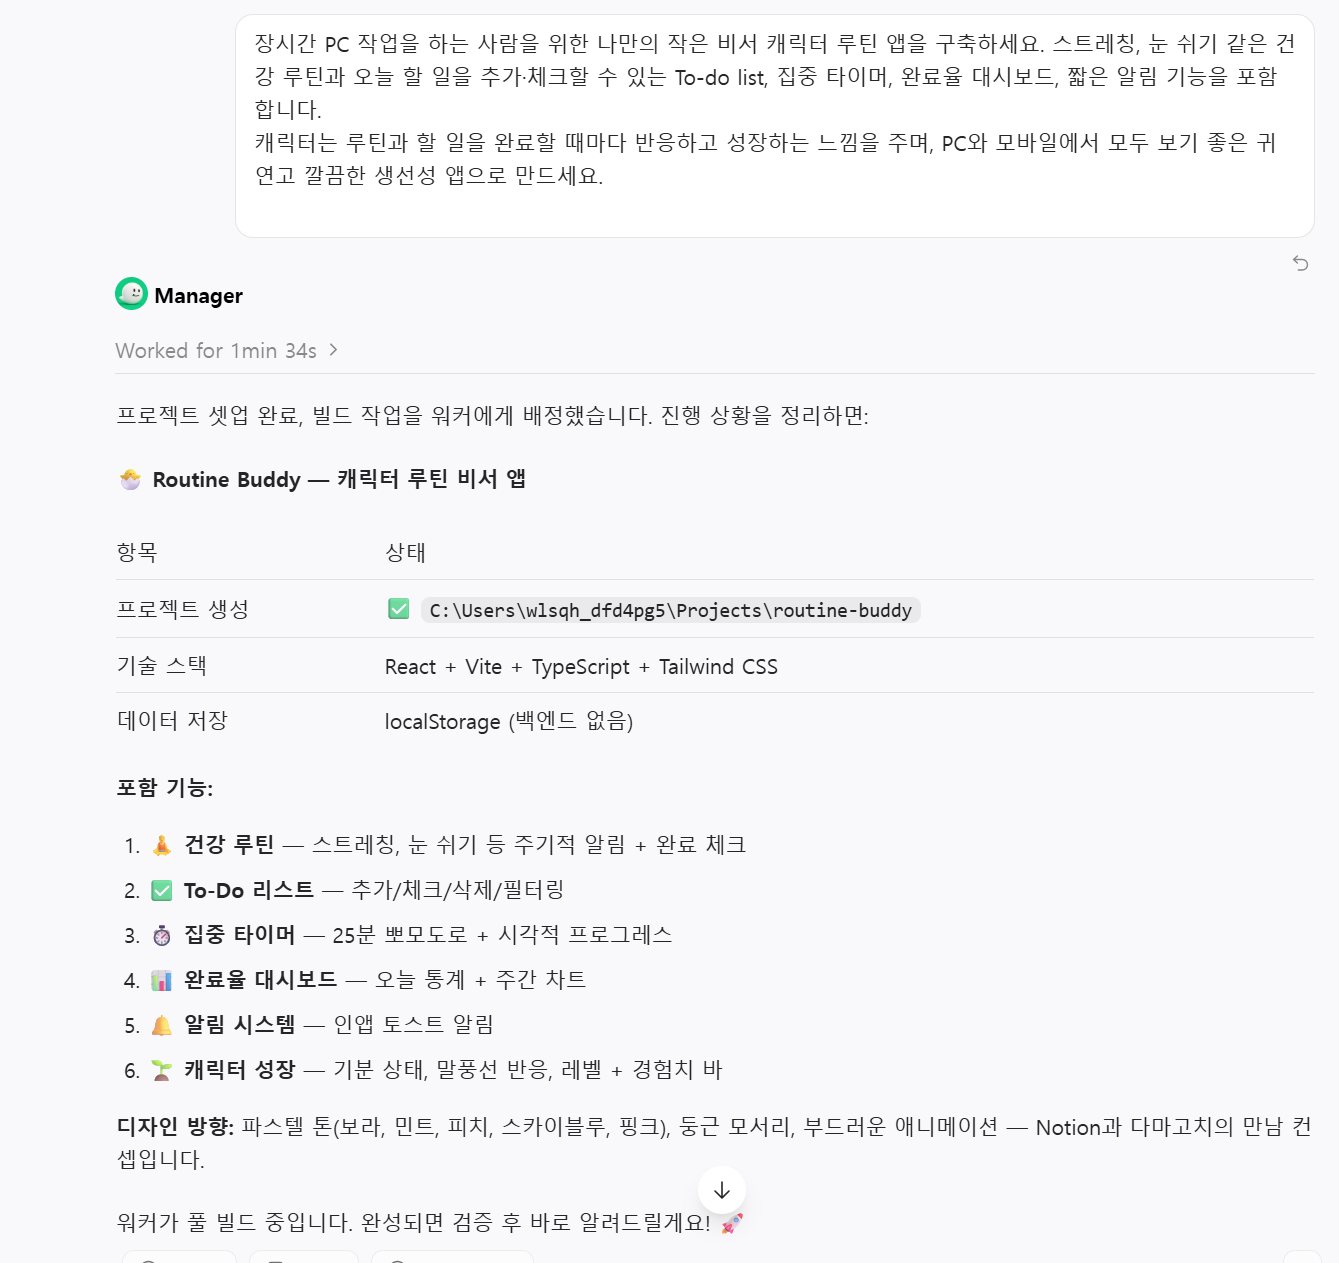 장시간 PC 작업을 하는 사람을 위한 나만의 작은 비서 캐릭터 루틴 앱을 구축하세요. 스트레칭, 눈 쉬기 같은 건
강 루틴과 오늘 할 일을 추가·체크할 수 있는 To-do list, 집중 타이머, 완료율 대시보드, 짧은 알림 기능을 포함
합니다.
캐릭터는 루틴과 할 일을 완료할 때마다 반응하고 성장하는 느낌을 주며, PC와 모바일에서 모두 보기 좋은 귀
연고 깔끔한 생선성 앱으로 만드세요.
Manager
Worked for 1min 34s
프로젝트 셋업 완료, 빌드 작업을 워커에게 배정했습니다. 진행 상황을 정리하면:
🐣 Routine Buddy — 캐릭터 루틴 비서 앱
항목 상태
프로젝트 생성 ✅ C:\Users\wlsqh_dfd4pg5\Projects\routine-buddy
기술 스택 React + Vite + TypeScript + Tailwind CSS
데이터 저장 localStorage (백엔드 없음)
포함 기능:
1. 🧘 건강 루틴 — 스트레칭, 눈 쉬기 등 주기적 알림 + 완료 체크
2. ✅ To-Do 리스트 — 추가/체크/삭제/필터링
3. ⏱ 집중 타이머 — 25분 뽀모도로 + 시각적 프로그레스
4. 📊 완료율 대시보드 — 오늘 통계 + 주간 차트
5. 🔔 알림 시스템 — 인앱 토스트 알림
6. 🌱 캐릭터 성장 — 기분 상태, 말풍선 반응, 레벨 + 경험치 바
디자인 방향: 파스텔 톤(보라, 민트, 피치, 스카이블루, 핑크), 둥근 모서리, 부드러운 애니메이션 — Notion과 다마고치의 만남 컨
셉입니다.
워커가 풀 빌드 중입니다. 완성되면 검증 후 바로 알려드릴게요! 🚀